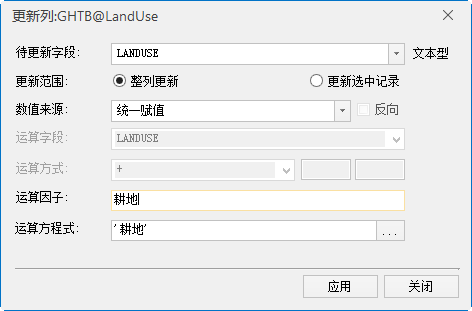 更新列:GHTB@LandUse
待更新字段: LANDUSE 文本型
更新范围: 整列更新 更新选中记录
数值来源: 统一赋值 反向
运算字段: LANDUSE
运算方式: +
运算因子: 耕地
运算方程式: '耕地' ...
应用 关闭